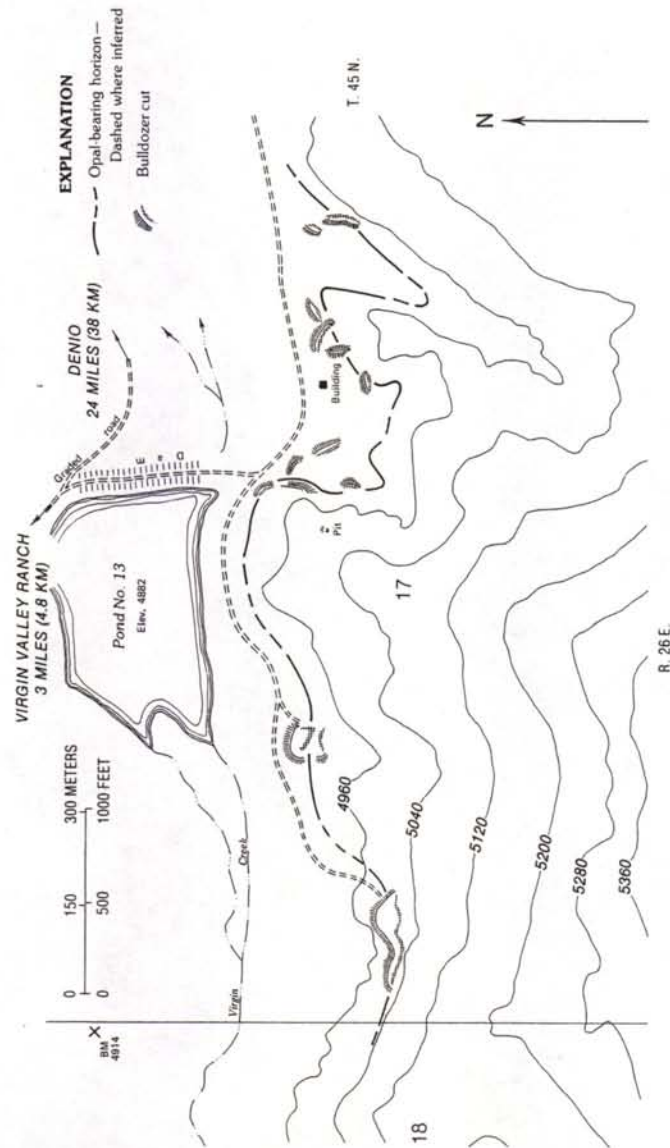 VIRGIN VALLEY RANCH
3 MILES (4.8 KM)
DENIO
24 MILES (38 KM)
Graded road
EXPLANATION
Opal-bearing horizon—
Dashed where inferred
Bulldozer cut
0 150 300 METERS
0 500 1000 FEET
BM
4914
Pond No. 13
Elev. 4882
Dam
Virgin Creek
Building
Pit
T. 45 N.
N
4960
5040
5120
5200
5280
5360
18
17
R. 26 E.